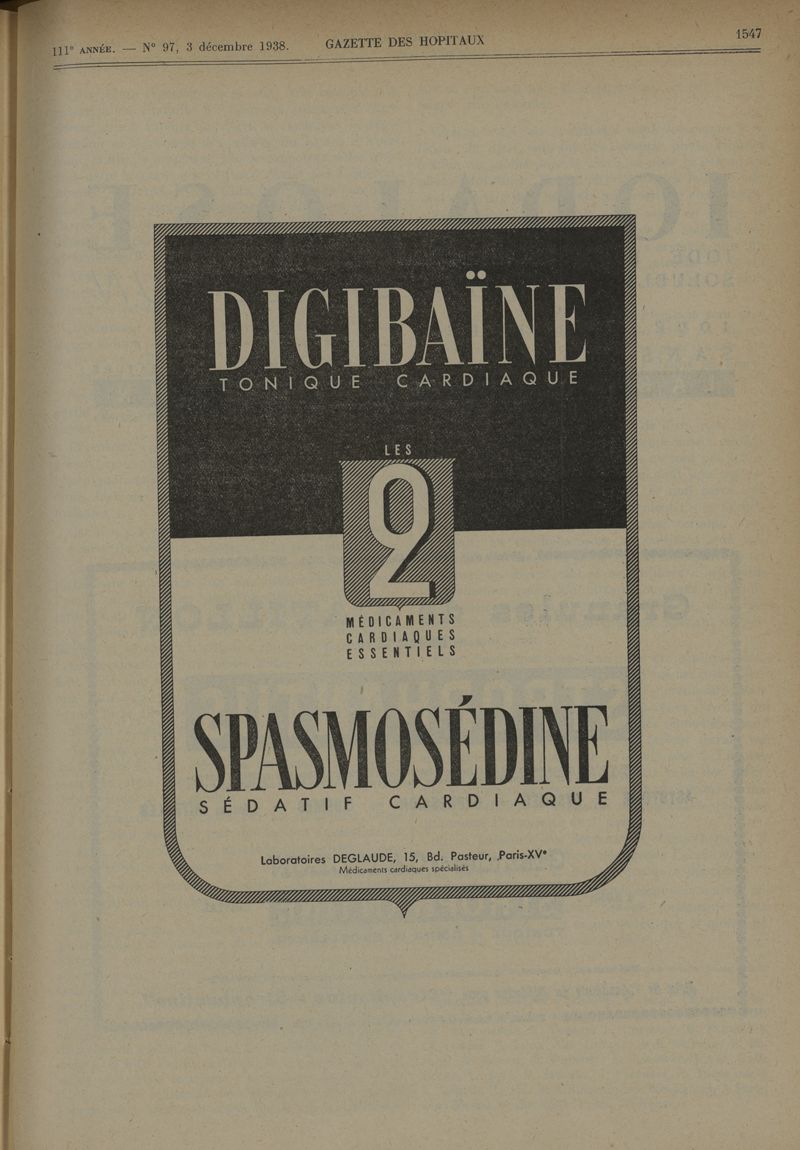 111e ANNÉE. — N° 97, 3 décembre 1938. GAZETTE DES HOPITAUX 1547
DIGIBAÏNE
TONIQUE CARDIAQUE
LES
2
MÉDICAMENTS
CARDIAQUES
ESSENTIELS
SPASMOSÉDINE
SÉDATIF CARDIAQUE
Laboratoires DEGLAUDE, 15, Bd. Pasteur, Paris-XVe
Médicaments cardiaques spécialisés